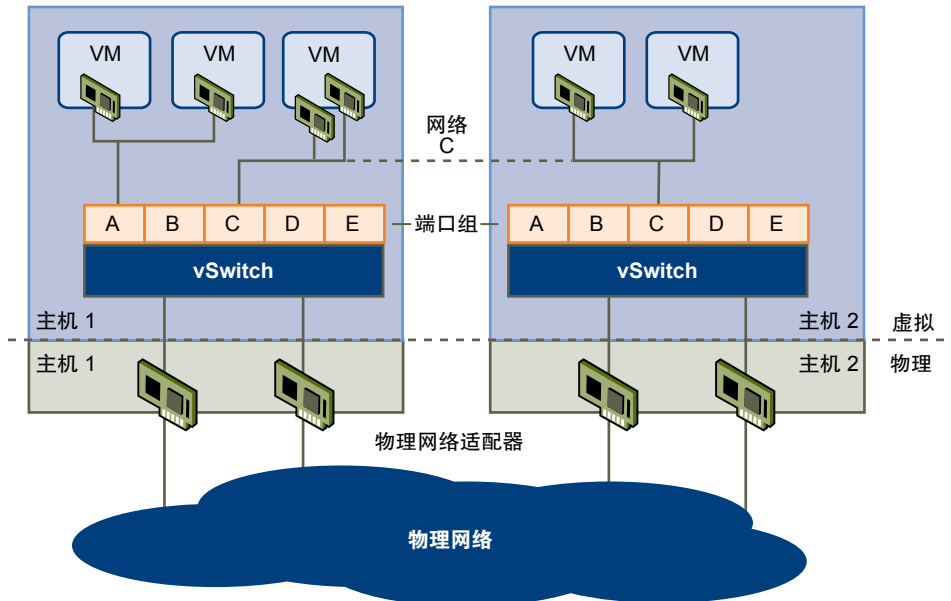 VM
VM
VM
VM
VM
网络
C
A B C D E
端口组
A B C D E
vSwitch
vSwitch
主机 1
主机 2
虚拟
主机 1
主机 2
物理
物理网络适配器
物理网络